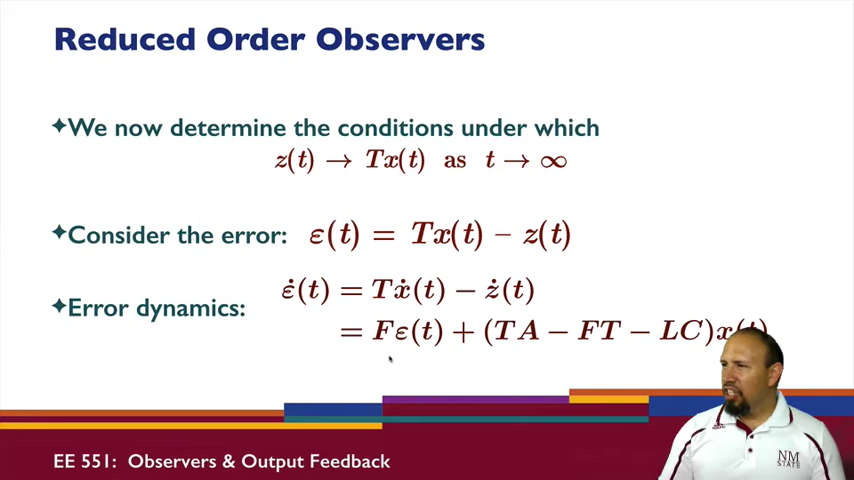 Reduced Order Observers
✦We now determine the conditions under which
z(t) → Tx(t) as t → ∞
✦Consider the error: ε(t) = Tx(t) − z(t)
✦Error dynamics: ε̇(t) = Tẋ(t) − ż(t)
= Fε(t) + (TA − FT − LC)x(t)
NM
STATE
EE 551: Observers & Output Feedback